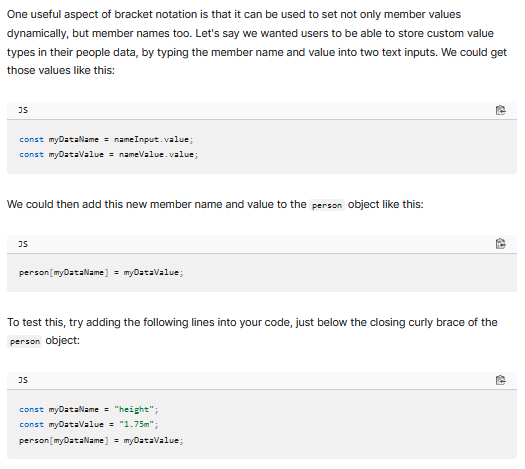 One useful aspect of bracket notation is that it can be used to set not only member values
dynamically, but member names too. Let's say we wanted users to be able to store custom value
types in their people data, by typing the member name and value into two text inputs. We could get
those values like this:
JS
const myDataName = nameInput.value;
const myDataValue = nameValue.value;
We could then add this new member name and value to the person object like this:
JS
person[myDataName] = myDataValue;
To test this, try adding the following lines into your code, just below the closing curly brace of the
person object:
JS
const myDataName = "height";
const myDataValue = "1.75m";
person[myDataName] = myDataValue;